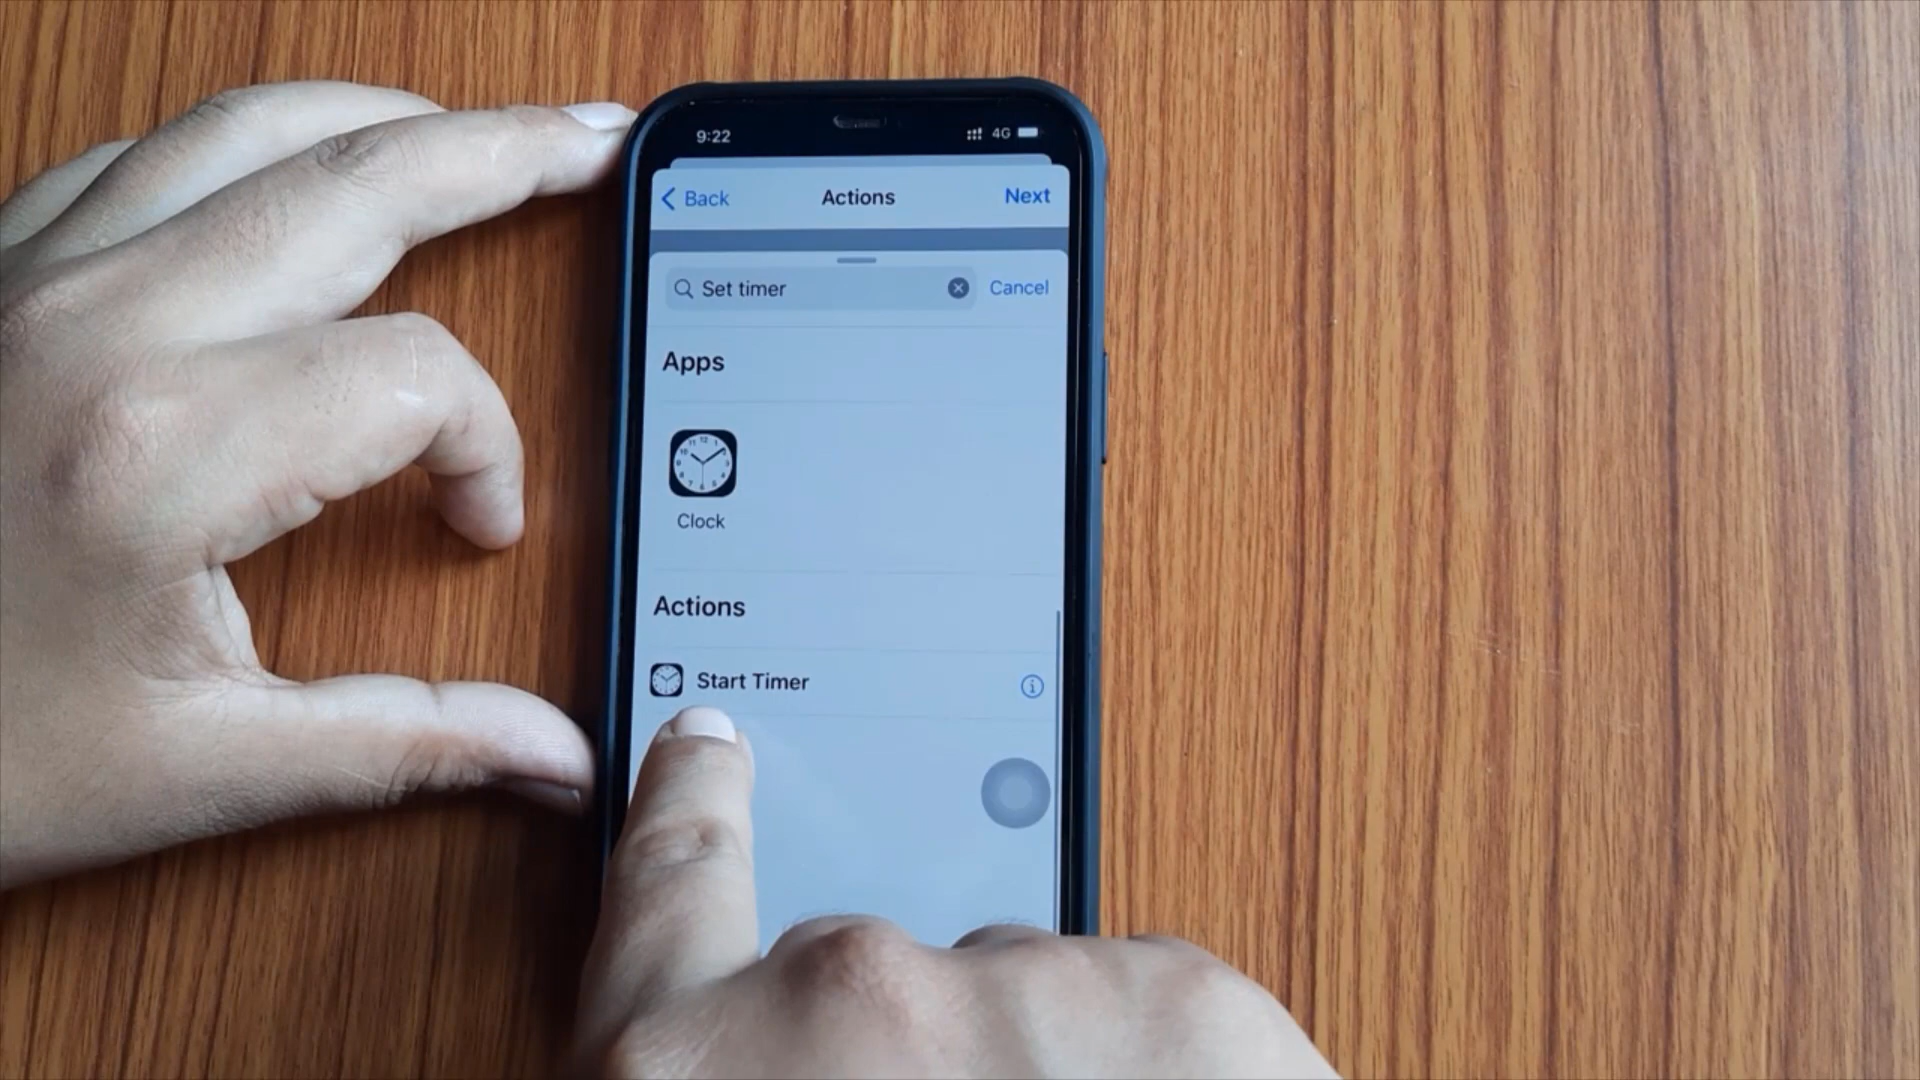 9:22 4G
Back Actions Next
Set timer Cancel
Apps
Clock
Actions
Start Timer